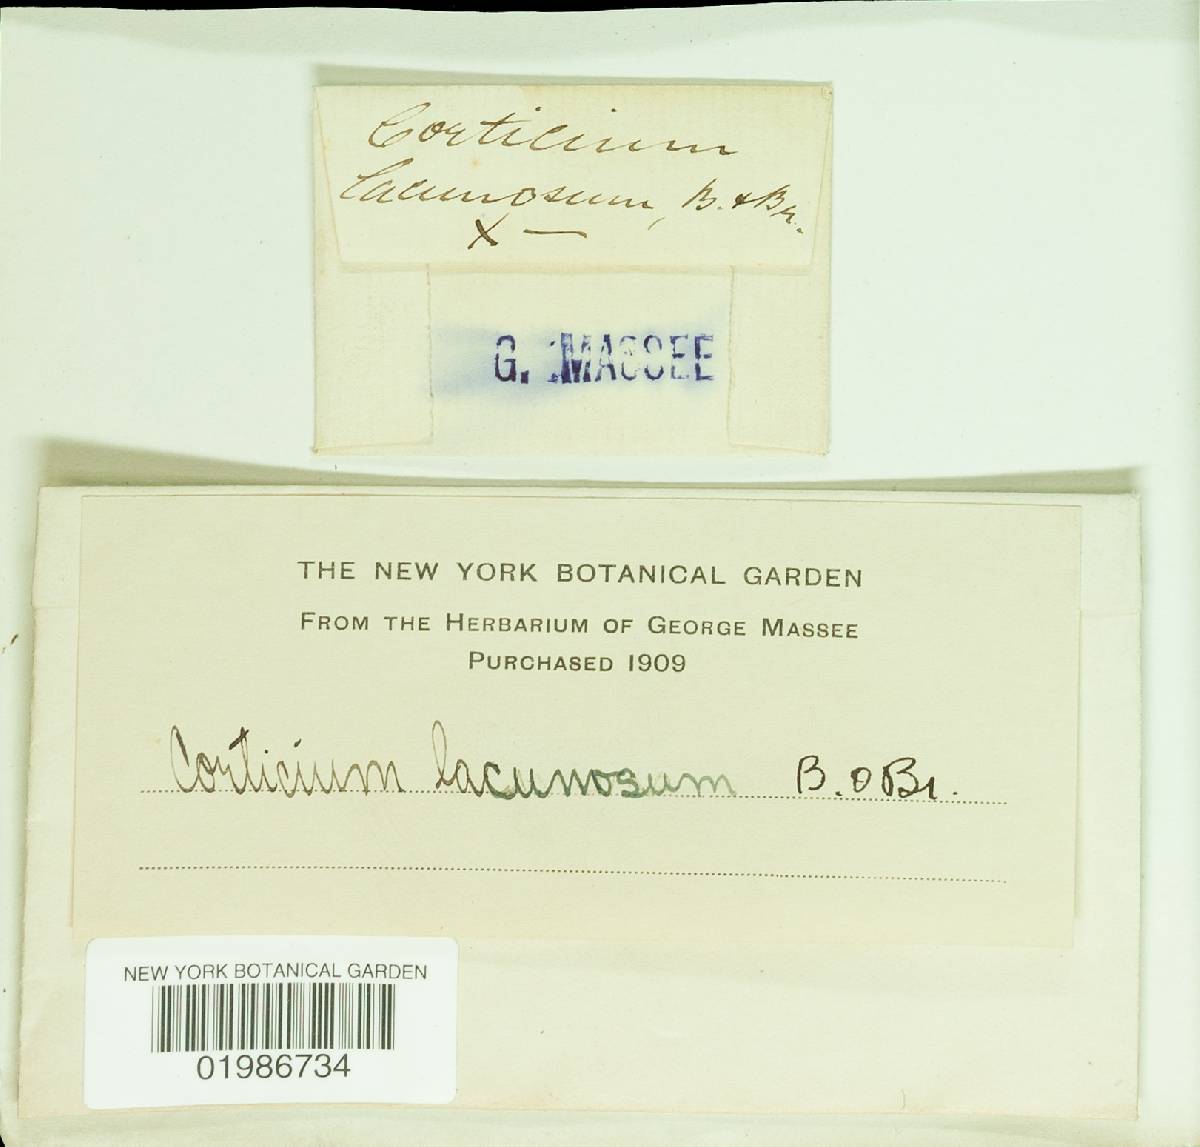 Corticium
lacunosum, B. & Br.
X —
G. MASSEE
THE NEW YORK BOTANICAL GARDEN
FROM THE HERBARIUM OF GEORGE MASSEE
PURCHASED 1909
Corticium lacunosum B. & Br.
NEW YORK BOTANICAL GARDEN
01986734